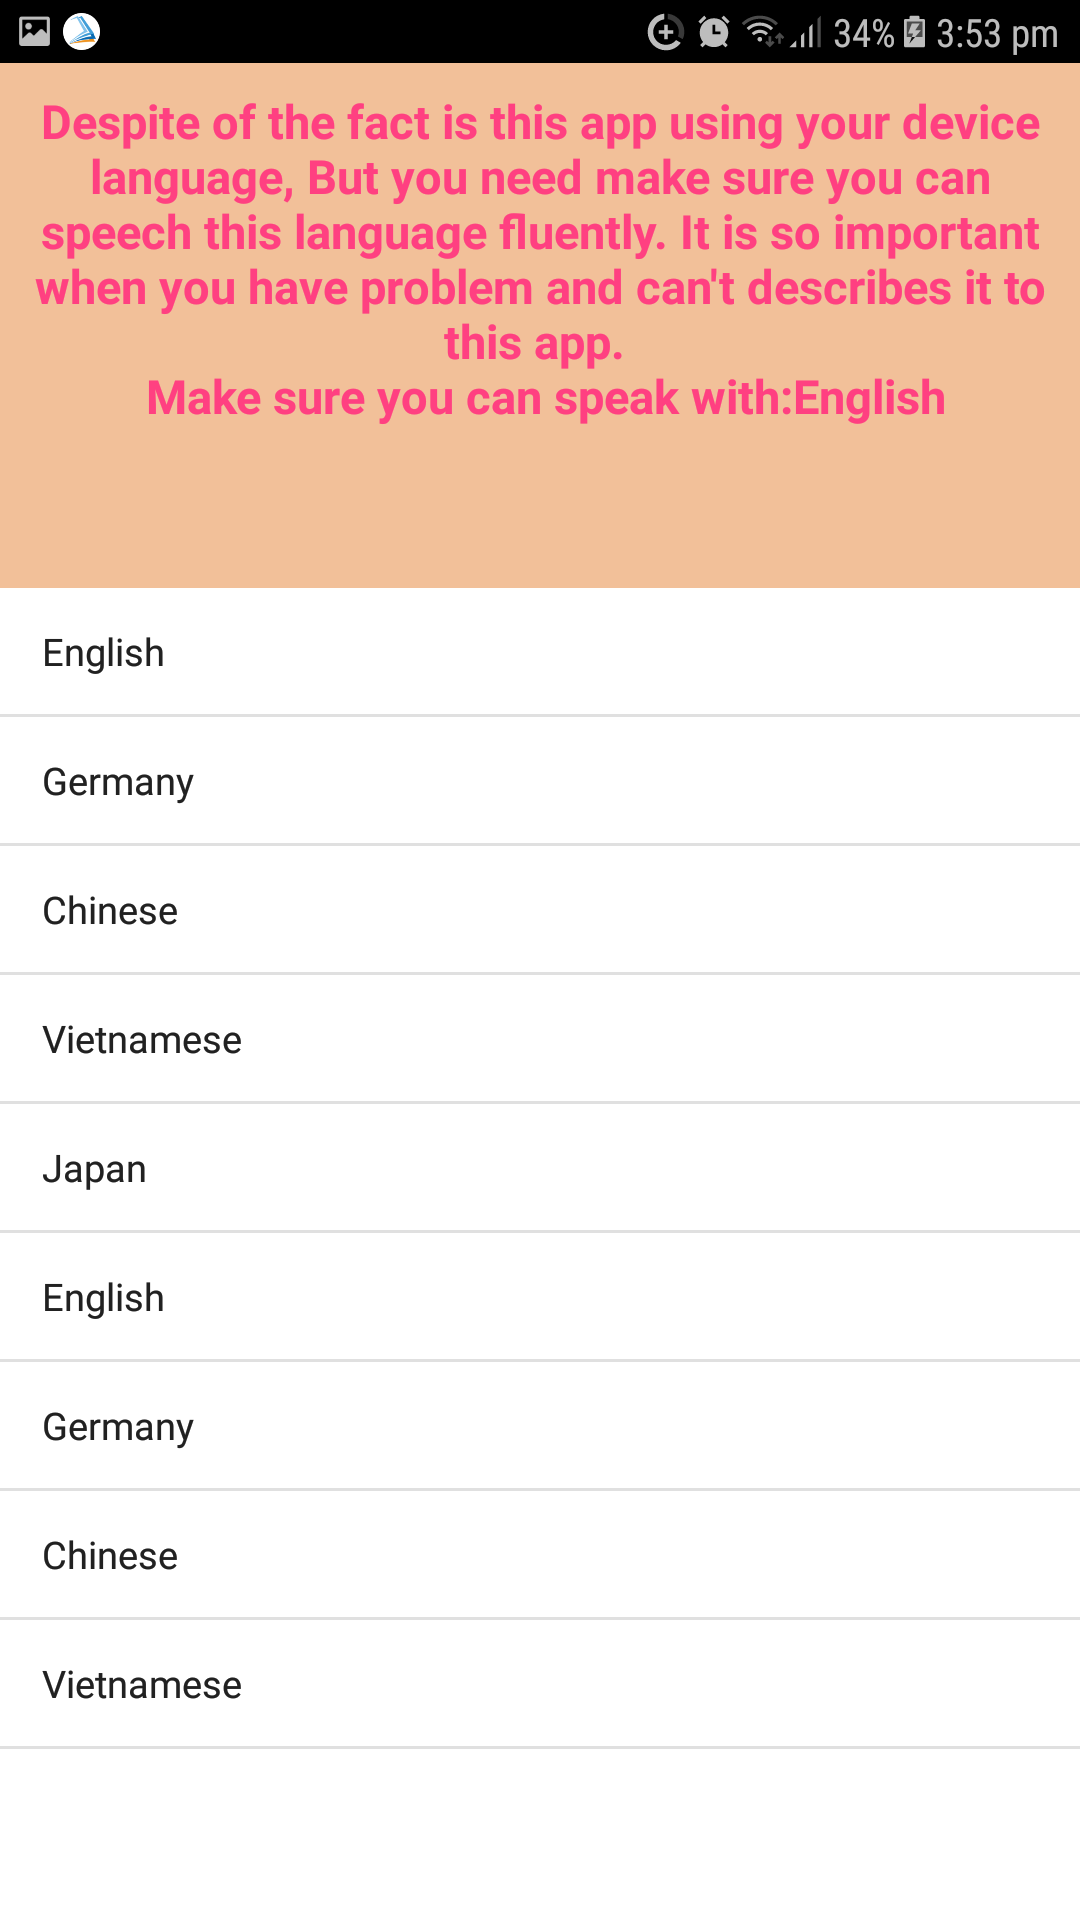 34% 3:53 pm
Despite of the fact is this app using your device
language, But you need make sure you can
speech this language fluently. It is so important
when you have problem and can't describes it to
this app.
Make sure you can speak with:English
English
Germany
Chinese
Vietnamese
Japan
English
Germany
Chinese
Vietnamese